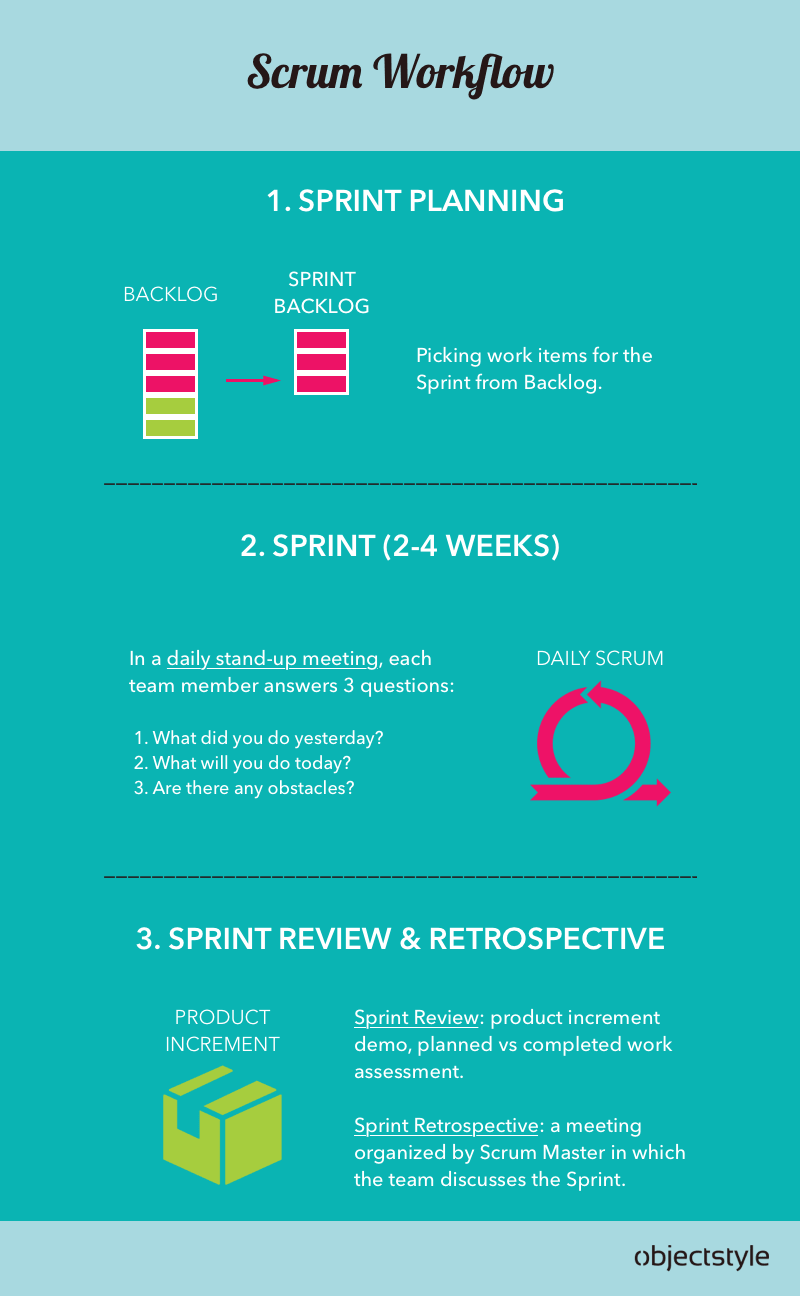 Scrum Workflow
1. SPRINT PLANNING
BACKLOG
SPRINT
BACKLOG
Picking work items for the
Sprint from Backlog.
2. SPRINT (2-4 WEEKS)
In a daily stand-up meeting, each
team member answers 3 questions:
1. What did you do yesterday?
2. What will you do today?
3. Are there any obstacles?
DAILY SCRUM
3. SPRINT REVIEW & RETROSPECTIVE
PRODUCT
INCREMENT
Sprint Review: product increment
demo, planned vs completed work
assessment.
Sprint Retrospective: a meeting
organized by Scrum Master in which
the team discusses the Sprint.
objectstyle